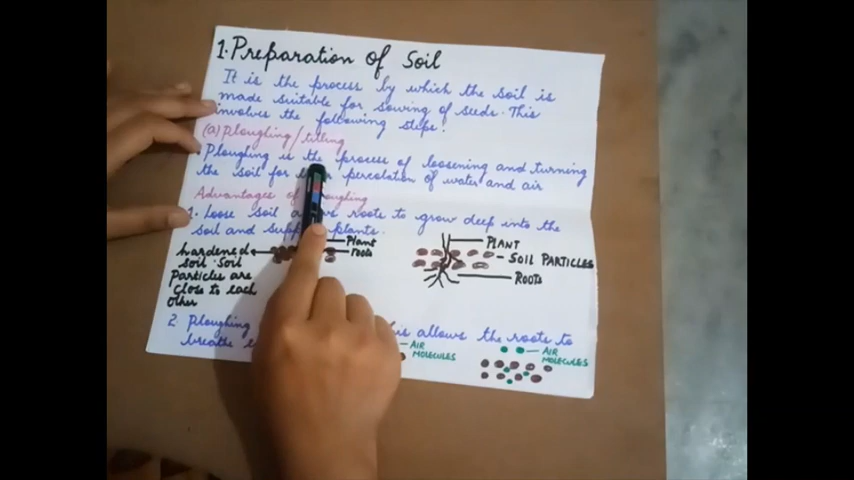 1. Preparation of Soil
It is the process by which the soil is
made suitable for sowing of seeds. This
involves the following steps:
(a) Ploughing/tilling
. Ploughing is the process of loosening and turning
the soil for percolation of water and air
Advantages of ploughing
1. Loose soil roots to grow deep into the
soil and plants.
hardened
soil. Soil
particles are
close to each
other
Plant
roots
PLANT
SOIL PARTICLES
ROOTS
2 Ploughing this allows the roots to
breathe
AIR
MOLECULES
AIR
MOLECULES